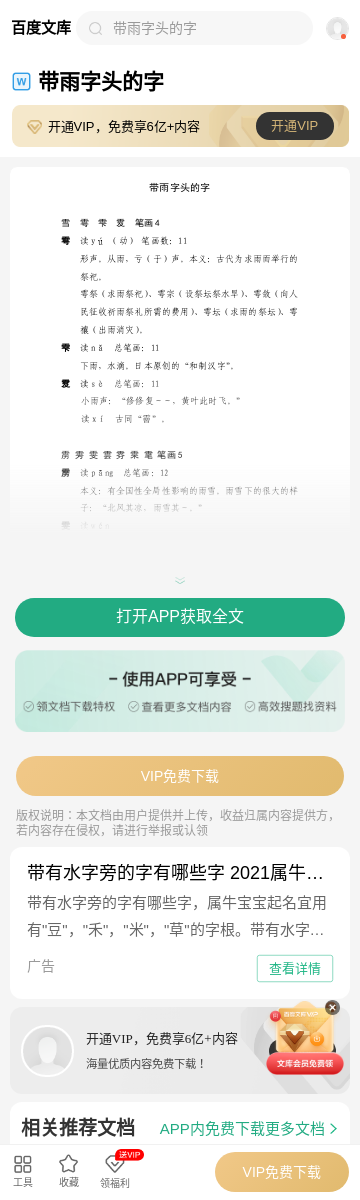 百度文库
带雨字头的字
带雨字头的字
开通VIP，免费享6亿+内容
开通VIP
带雨字头的字
笔画4
雩 读yú （动） 笔画数：11
形声。从雨，亏（于）声。本义：古代为求雨而举行的
祭祀。
雩祭（求雨祭祀）、雩宗（设祭坛祭水旱）、雩敛（向人
民征收祈雨祭礼所需的费用）、雩坛（求雨的祭坛）、雩
禳（出雨消灾）。
雫 读nǎ 总笔画：11
下雨，水滴。日本原创的“和制汉字”。
读sè 总笔画：11
小雨声：“修修复－－，黄叶此时飞。”
读xí 古同“霫”。
笔画5
雱 读pāng 总笔画：12
本义：有全国性全局性影响的雨雪。雨雪下的很大的样
子：“北风其凉，雨雪其－。”
打开APP获取全文
– 使用APP可享受 –
领文档下载特权
查看更多文档内容
高效搜题找资料
VIP免费下载
版权说明：本文档由用户提供并上传，收益归属内容提供方，
若内容存在侵权，请进行举报或认领
带有水字旁的字有哪些字 2021属牛…
带有水字旁的字有哪些字，属牛宝宝起名宜用
有"豆"，"禾"，"米"，"草"的字根。带有水字…
广告
查看详情
开通VIP，免费享6亿+内容
海量优质内容免费下载！
百度文库VIP
文库会员免费领
相关推荐文档
APP内免费下载更多文档
工具
收藏
送VIP
领福利
VIP免费下载